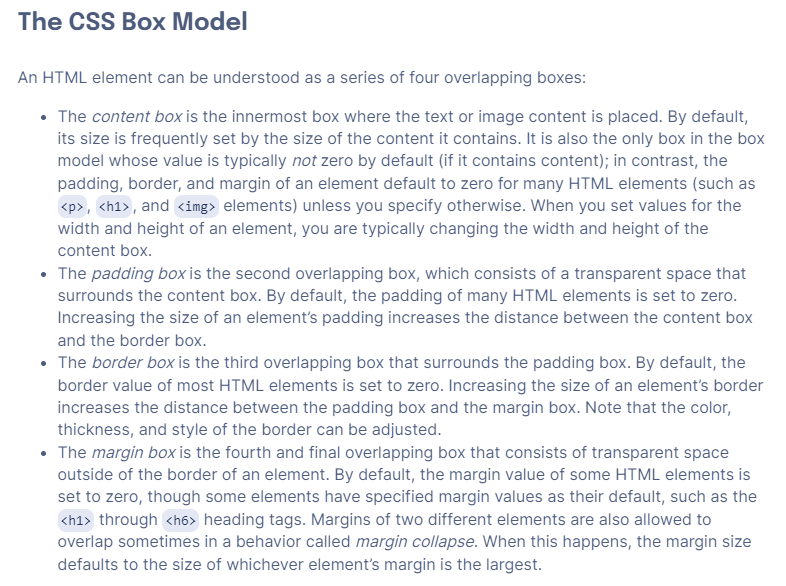 The CSS Box Model
An HTML element can be understood as a series of four overlapping boxes:
• The content box is the innermost box where the text or image content is placed. By default,
its size is frequently set by the size of the content it contains. It is also the only box in the box
model whose value is typically not zero by default (if it contains content); in contrast, the
padding, border, and margin of an element default to zero for many HTML elements (such as
<p>, <h1>, and <img> elements) unless you specify otherwise. When you set values for the
width and height of an element, you are typically changing the width and height of the
content box.
• The padding box is the second overlapping box, which consists of a transparent space that
surrounds the content box. By default, the padding of many HTML elements is set to zero.
Increasing the size of an element’s padding increases the distance between the content box
and the border box.
• The border box is the third overlapping box that surrounds the padding box. By default, the
border value of most HTML elements is set to zero. Increasing the size of an element’s border
increases the distance between the padding box and the margin box. Note that the color,
thickness, and style of the border can be adjusted.
• The margin box is the fourth and final overlapping box that consists of transparent space
outside of the border of an element. By default, the margin value of some HTML elements is
set to zero, though some elements have specified margin values as their default, such as the
<h1> through <h6> heading tags. Margins of two different elements are also allowed to
overlap sometimes in a behavior called margin collapse. When this happens, the margin size
defaults to the size of whichever element’s margin is the largest.